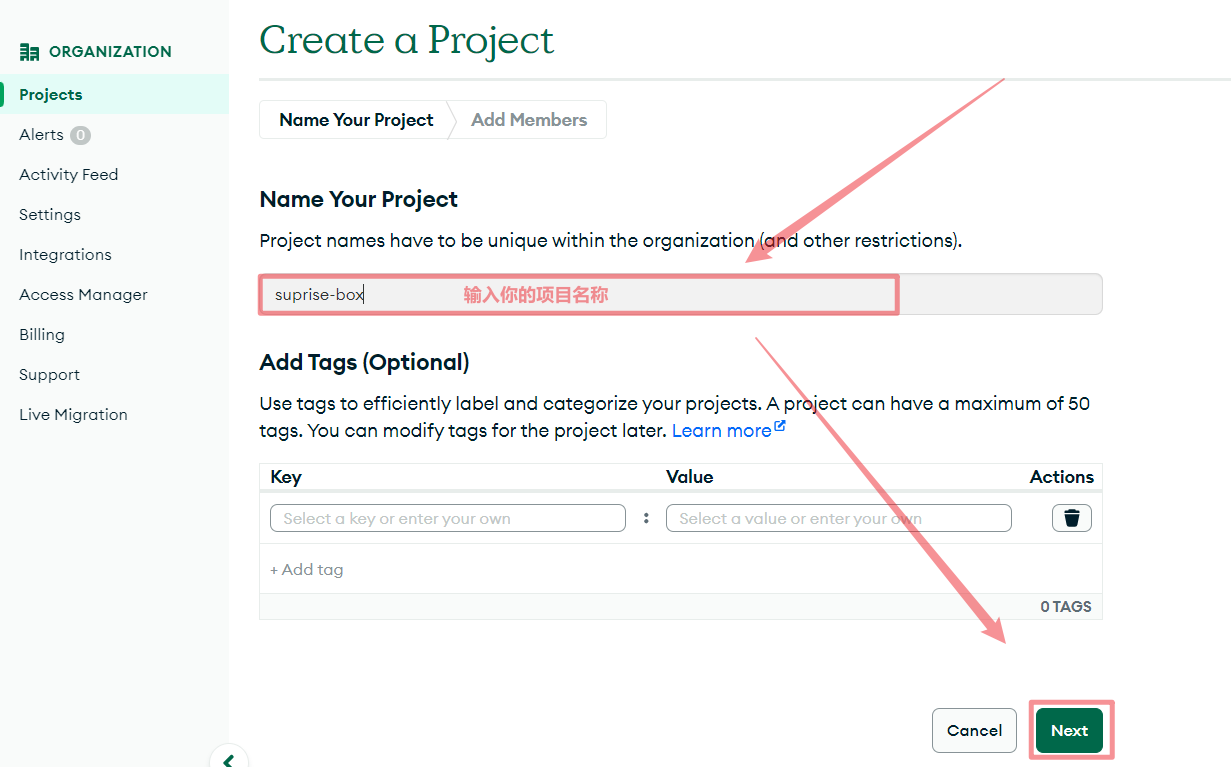 Create a Project
ORGANIZATION
Projects
Alerts 0
Activity Feed
Settings
Integrations
Access Manager
Billing
Support
Live Migration
Name Your Project
Add Members
Name Your Project
Project names have to be unique within the organization (and other restrictions).
suprise-box
输入你的项目名称
Add Tags (Optional)
Use tags to efficiently label and categorize your projects. A project can have a maximum of 50
tags. You can modify tags for the project later. Learn more
Key Value Actions
Select a key or enter your own : Select a value or enter your own
+ Add tag
0 TAGS
Cancel
Next